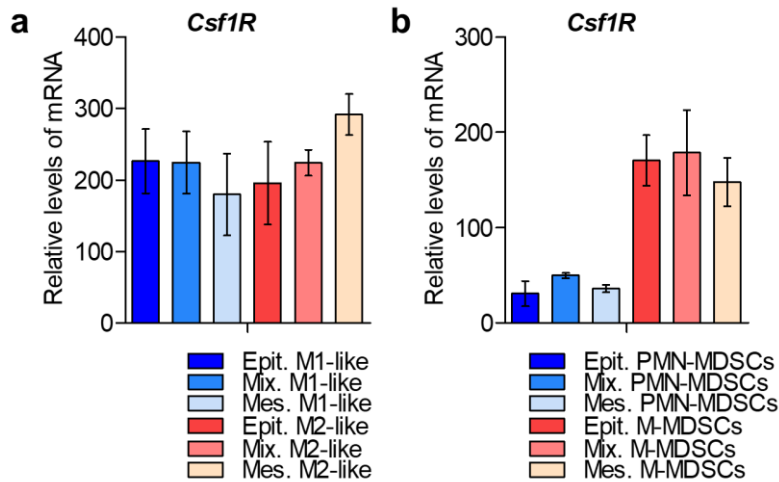 a
Csf1R
Relative levels of mRNA
400
300
200
100
0
Epit. M1-like
Mix. M1-like
Mes. M1-like
Epit. M2-like
Mix. M2-like
Mes. M2-like
b
Csf1R
Relative levels of mRNA
300
200
100
0
Epit. PMN-MDSCs
Mix. PMN-MDSCs
Mes. PMN-MDSCs
Epit. M-MDSCs
Mix. M-MDSCs
Mes. M-MDSCs